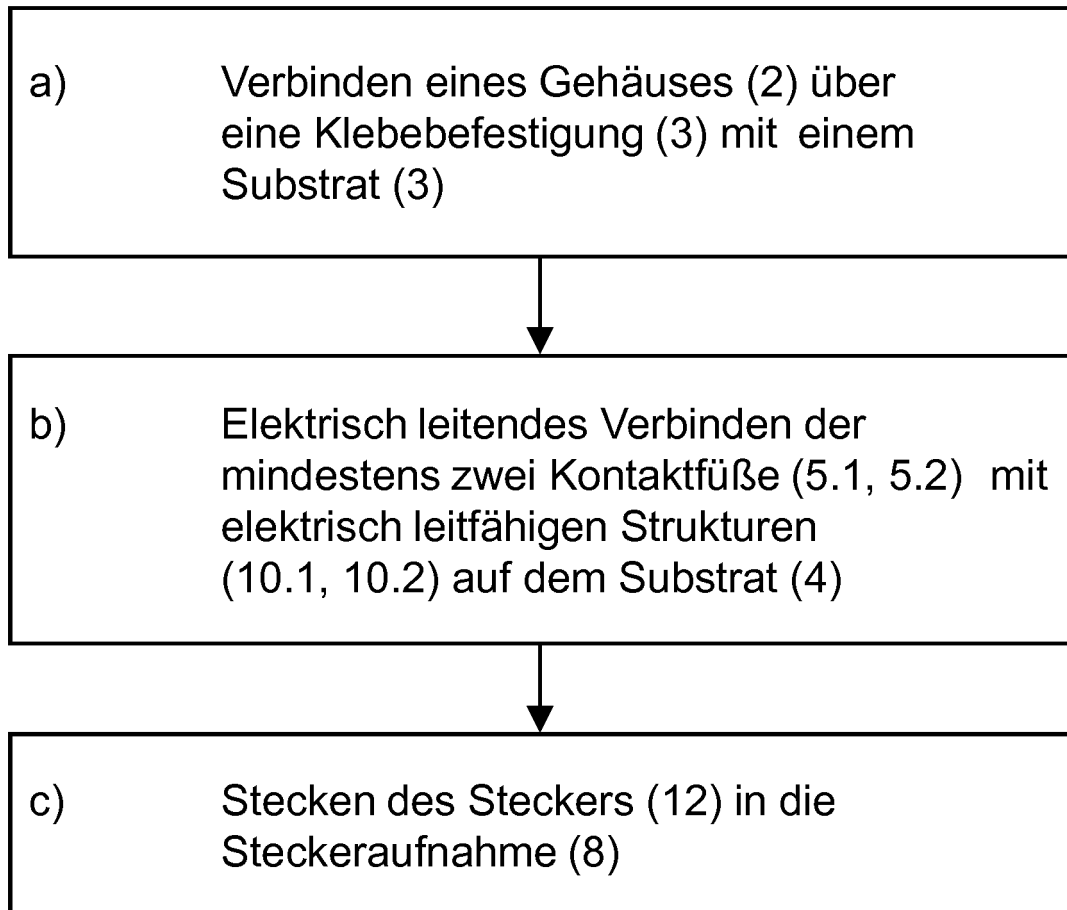 a) Verbinden eines Gehäuses (2) über
eine Klebebefestigung (3) mit einem
Substrat (3)
b) Elektrisch leitendes Verbinden der
mindestens zwei Kontaktfüße (5.1, 5.2) mit
elektrisch leitfähigen Strukturen
(10.1, 10.2) auf dem Substrat (4)
c) Stecken des Steckers (12) in die
Steckeraufnahme (8)